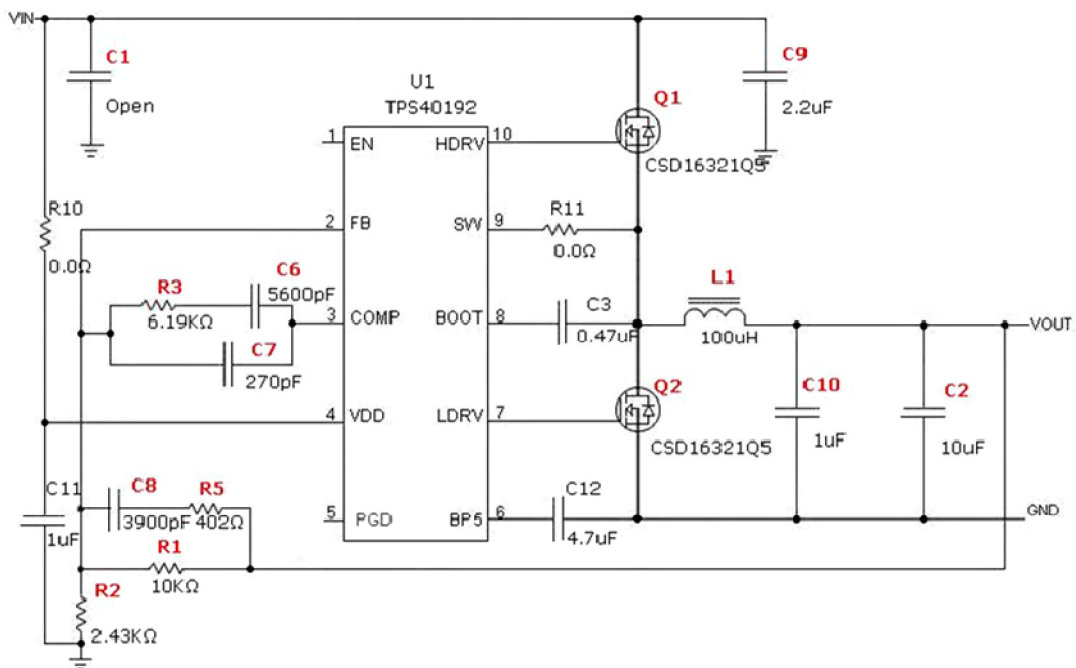 VIN
C1
Open
U1
TPS40192
C9
2.2uF
Q1
CSD16321Q5
1
EN
HDRV
10
R10
0.0Ω
2
FB
SW
9
R11
0.0Ω
R3
6.19KΩ
C6
5600pF
3
COMP
BOOT
8
C3
0.47uF
L1
100uH
VOUT
C7
270pF
Q2
CSD16321Q5
C10
1uF
C2
10uF
4
VDD
LDRV
7
C11
1uF
C8
3900pF
R5
402Ω
5
PGD
BP5
6
C12
4.7uF
GND
R1
10KΩ
R2
2.43KΩ